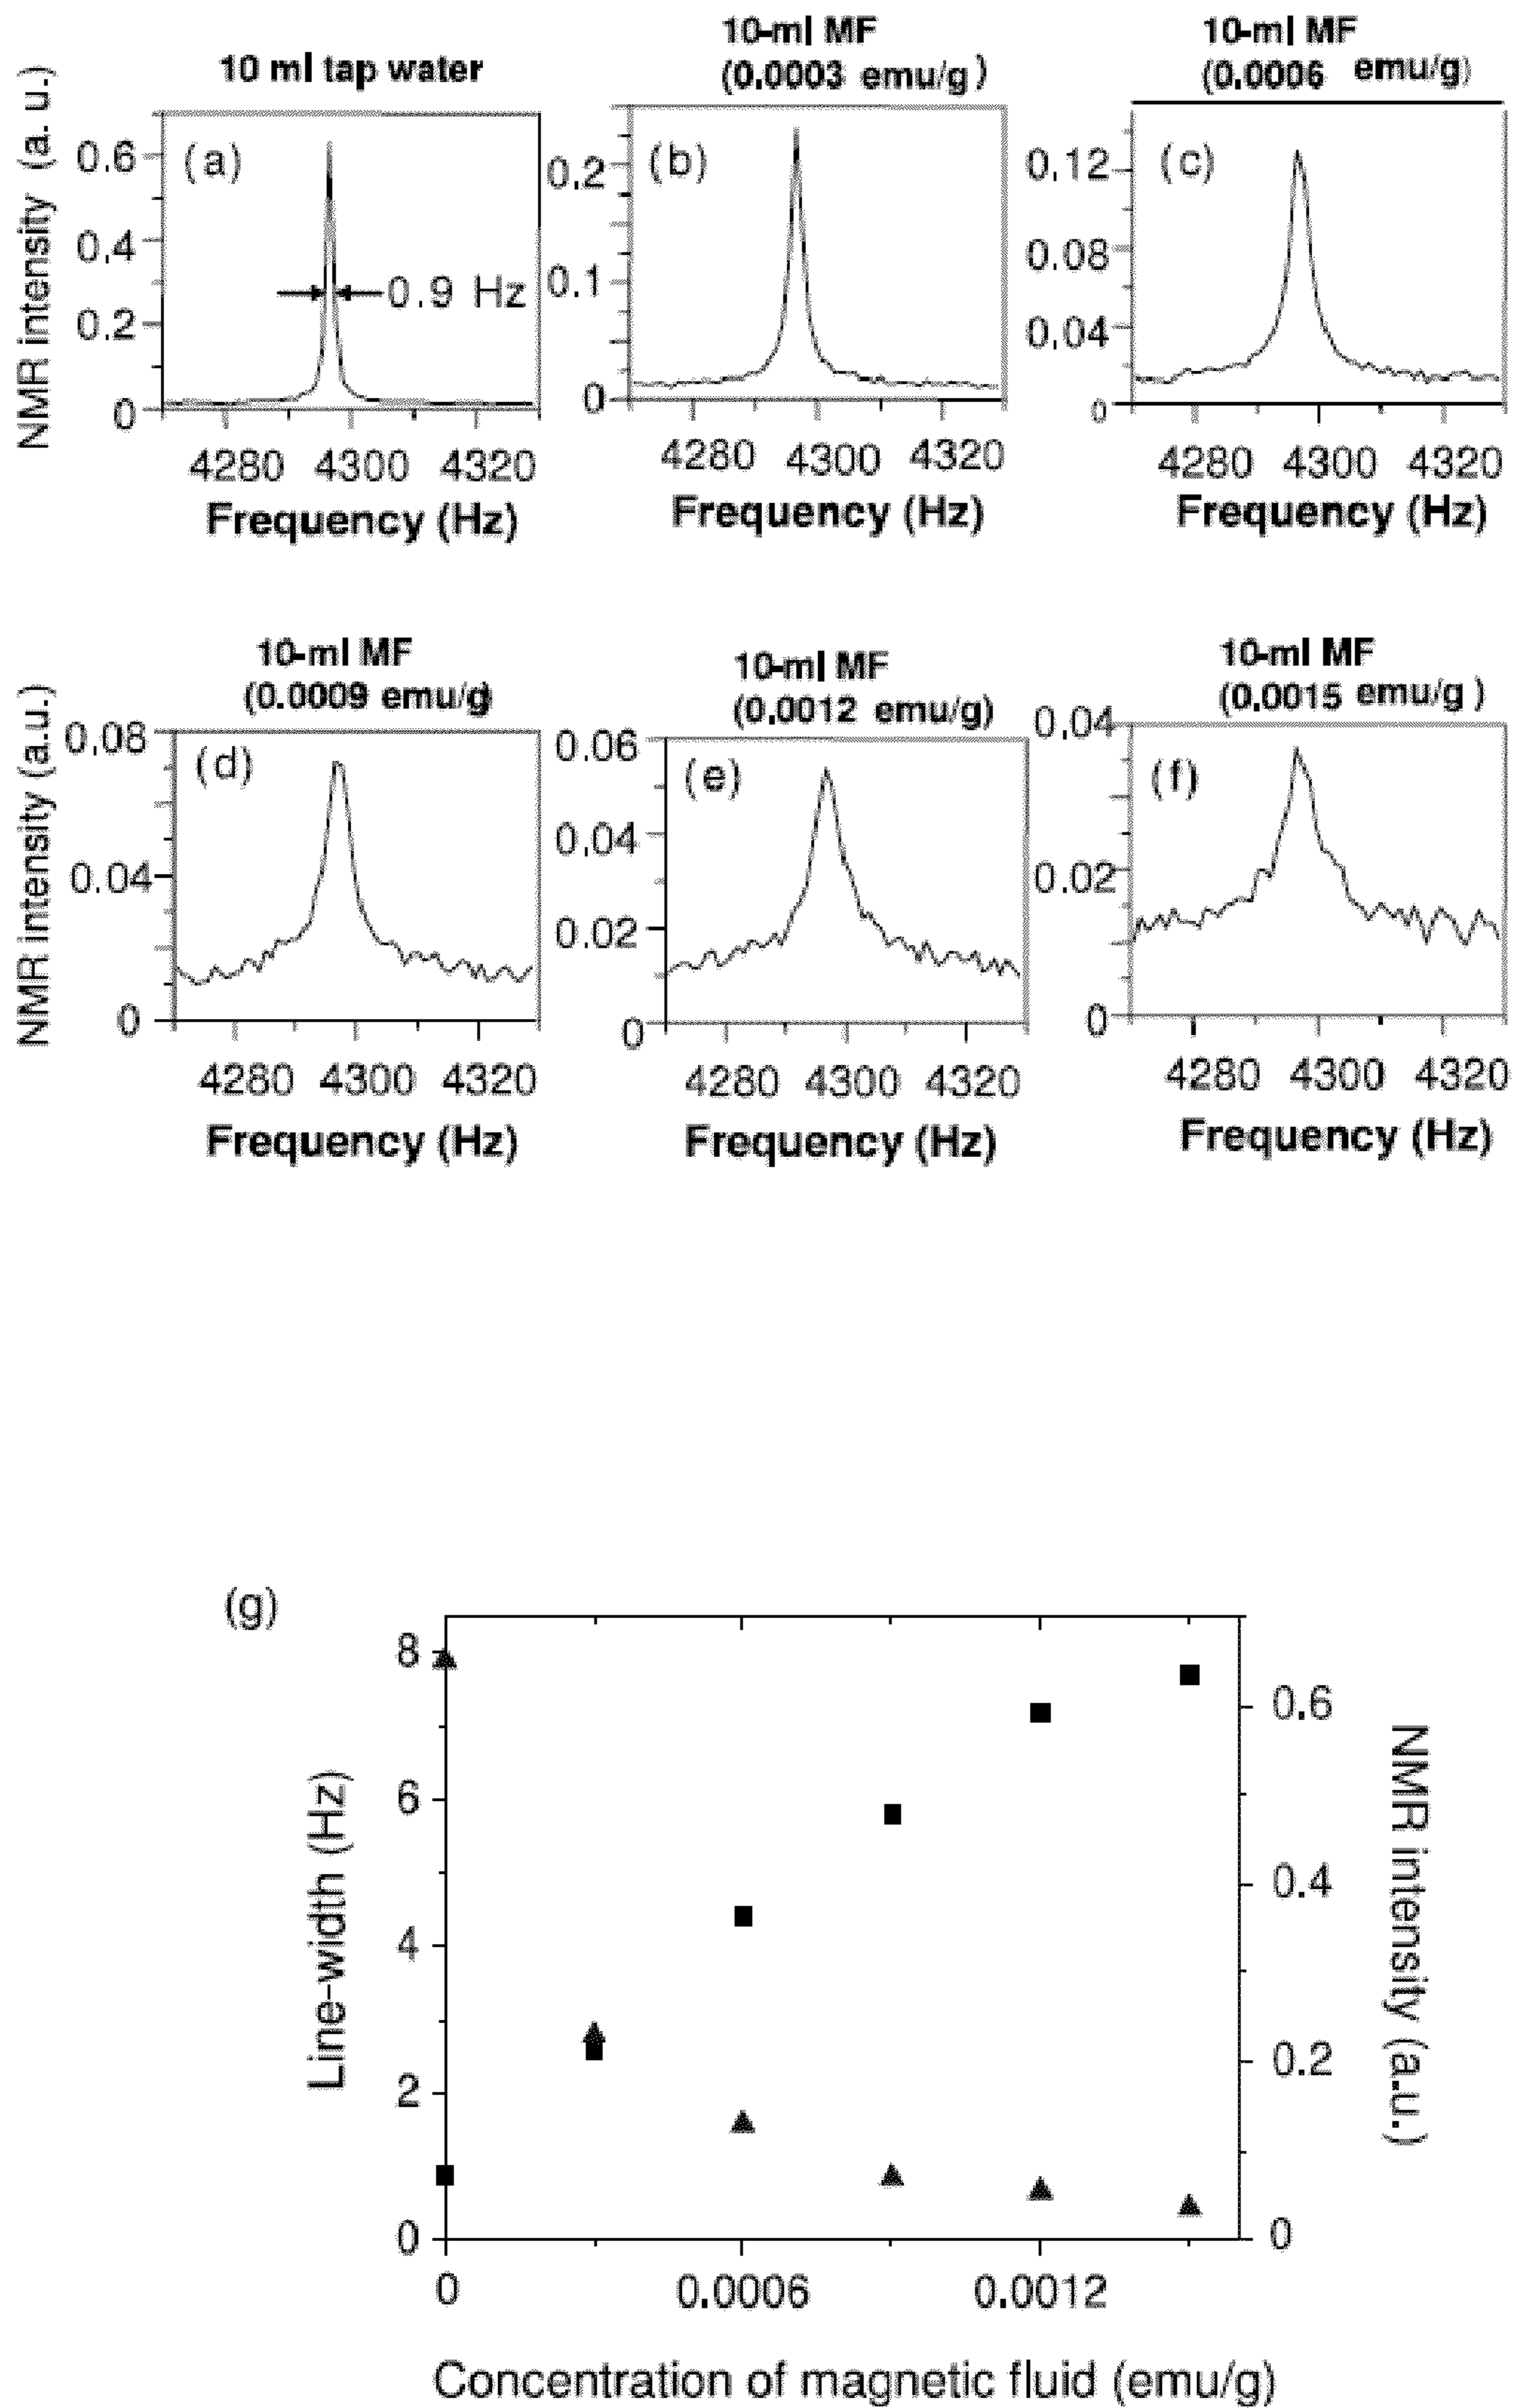 10 ml tap water
10-ml MF
(0.0003 emu/g)
10-ml MF
(0.0006 emu/g)
NMR intensity (a. u.)
(a)
0.6
0.4
0.2
0
0.9 Hz
4280 4300 4320
Frequency (Hz)
(b)
0.2
0.1
0
4280 4300 4320
Frequency (Hz)
(c)
0.12
0.08
0.04
0
4280 4300 4320
Frequency (Hz)
10-ml MF
(0.0009 emu/g
10-ml MF
(0.0012 emu/g)
10-ml MF
(0.0015 emu/g)
NMR intensity (a.u.)
(d)
0.08
0.04
0
4280 4300 4320
Frequency (Hz)
(e)
0.06
0.04
0.02
0
4280 4300 4320
Frequency (Hz)
(f)
0.04
0.02
0
4280 4300 4320
Frequency (Hz)
(g)
Line-width (Hz)
8
6
4
2
0
0.6
0.4
0.2
0
NMR intensity (a.u.)
0 0.0006 0.0012
Concentration of magnetic fluid (emu/g)